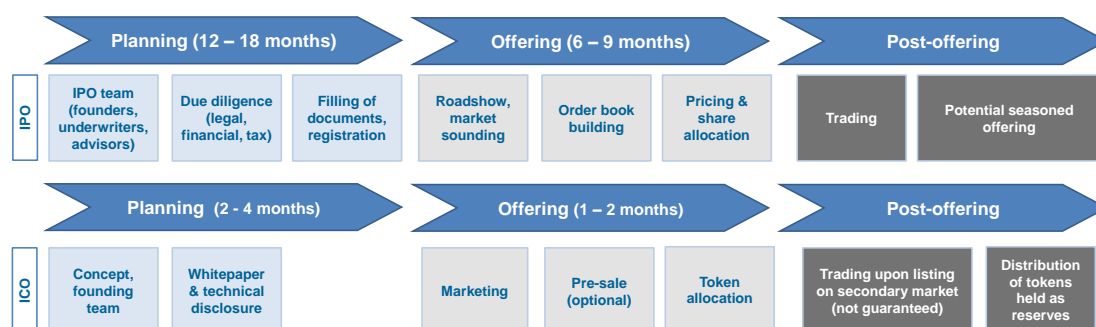 Planning (12 – 18 months)
Offering (6 – 9 months)
Post-offering
IPO
IPO team
(founders,
underwriters,
advisors)
Due diligence
(legal,
financial, tax)
Filling of
documents,
registration
Roadshow,
market
sounding
Order book
building
Pricing &
share
allocation
Trading
Potential seasoned
offering
Planning (2 - 4 months)
Offering (1 – 2 months)
Post-offering
ICO
Concept,
founding
team
Whitepaper
& technical
disclosure
Marketing
Pre-sale
(optional)
Token
allocation
Trading upon listing
on secondary market
(not guaranteed)
Distribution
of tokens
held as
reserves